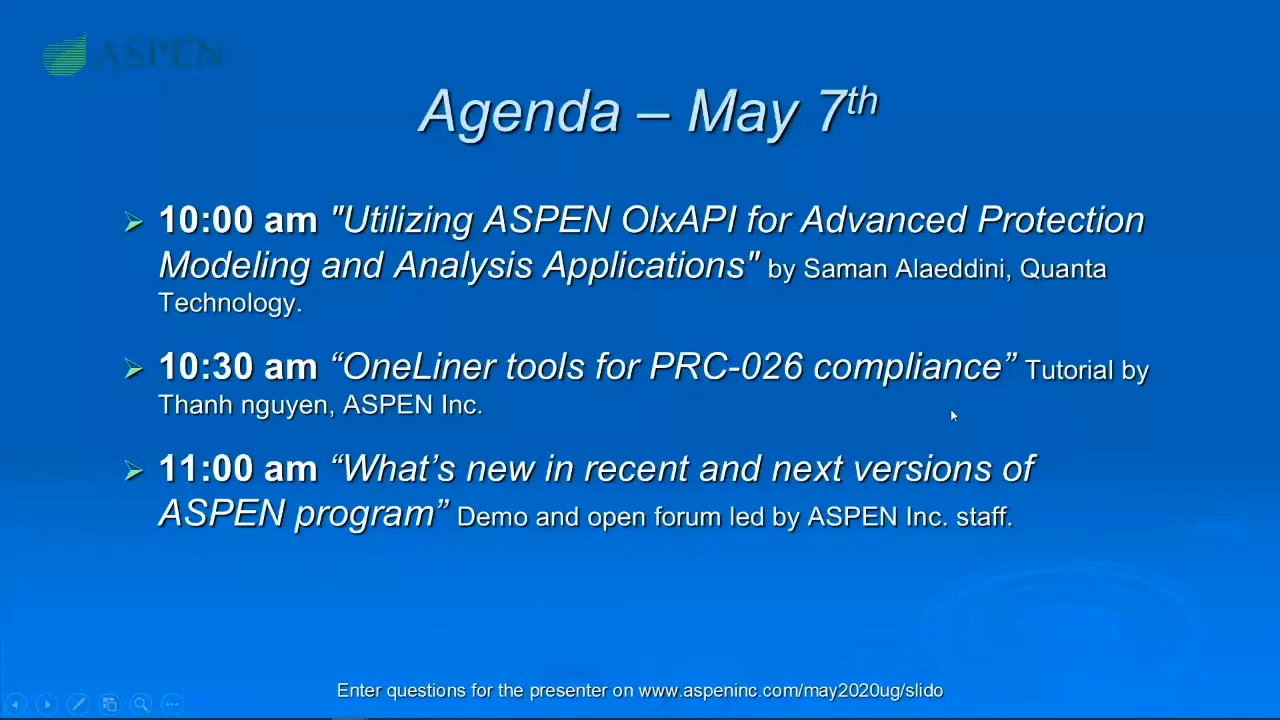 ASPEN
Agenda – May 7th
10:00 am "Utilizing ASPEN OlxAPI for Advanced Protection
Modeling and Analysis Applications" by Saman Alaeddini, Quanta
Technology.
10:30 am “OneLiner tools for PRC-026 compliance” Tutorial by
Thanh nguyen, ASPEN Inc.
11:00 am “What’s new in recent and next versions of
ASPEN program” Demo and open forum led by ASPEN Inc. staff.
Enter questions for the presenter on www.aspeninc.com/may2020ug/slido